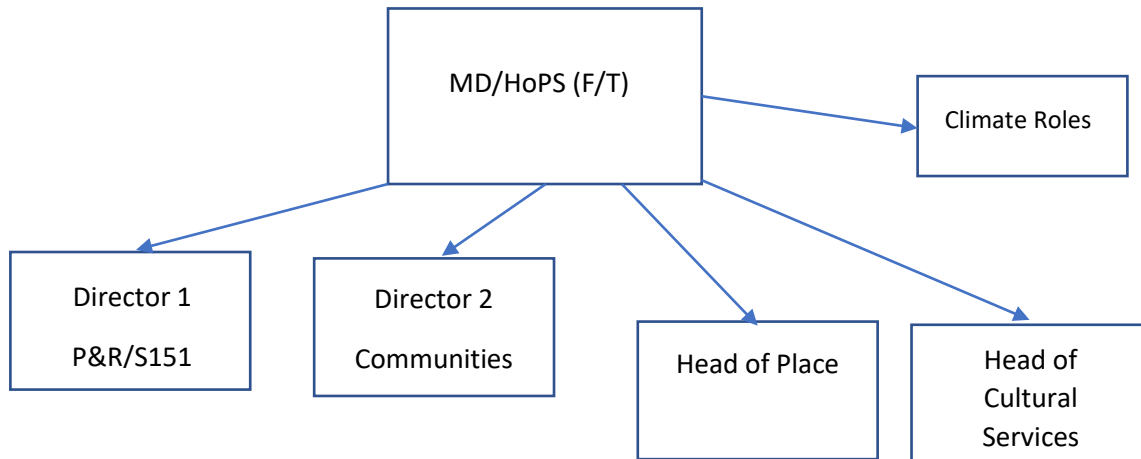 MD/HoPS (F/T)
Climate Roles
Director 1
P&R/S151
Director 2
Communities
Head of Place
Head of
Cultural
Services